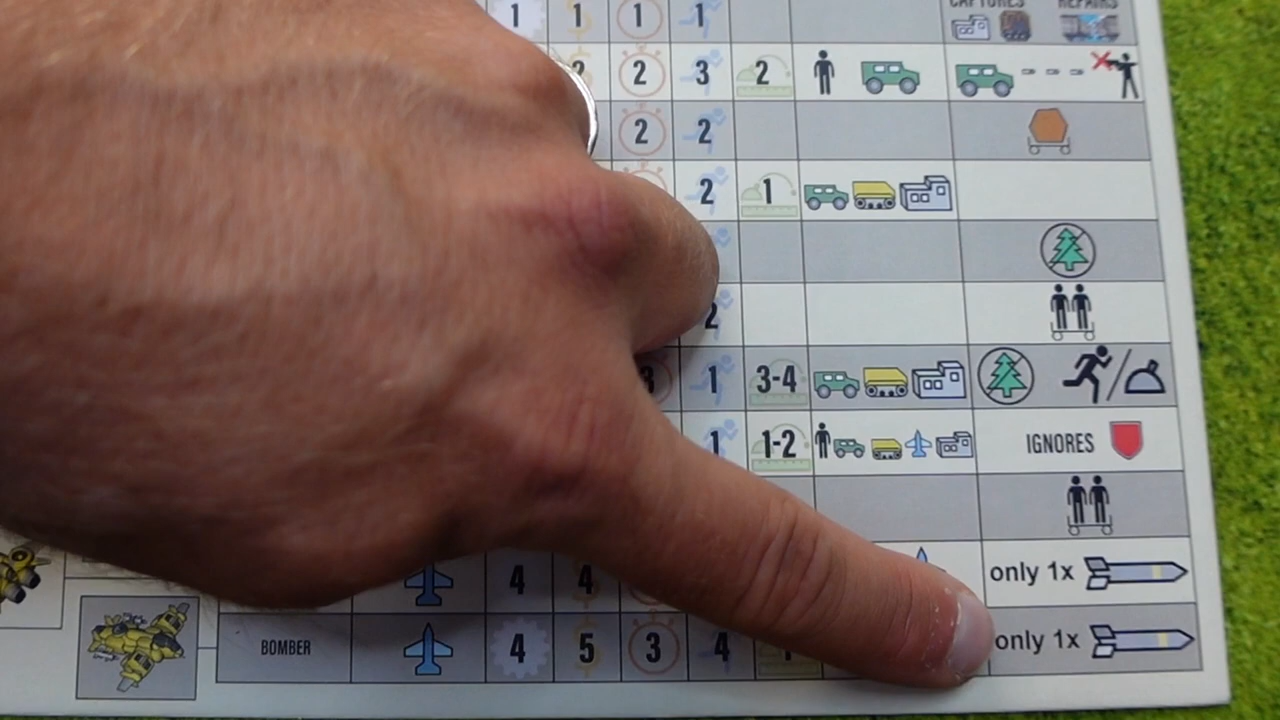 CAPTURES REPAIRS
1 1 1 1
2 3 2
2 2
2 1
2
1 3-4 /
1 1-2 IGNORES
4 4 only 1x
BOMBER 4 5 3 4 only 1x